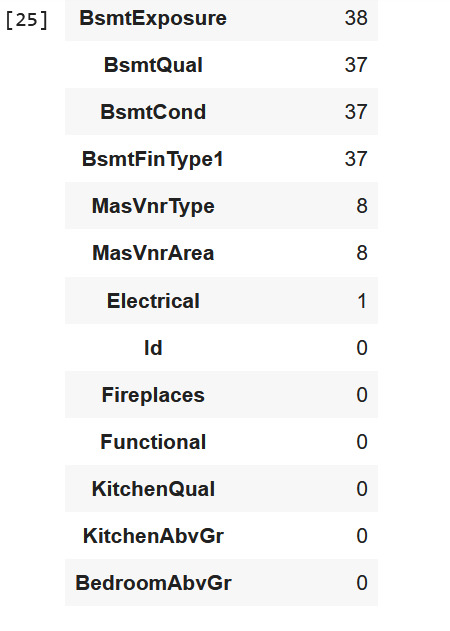 [25] BsmtExposure 38
BsmtQual 37
BsmtCond 37
BsmtFinType1 37
MasVnrType 8
MasVnrArea 8
Electrical 1
Id 0
Fireplaces 0
Functional 0
KitchenQual 0
KitchenAbvGr 0
BedroomAbvGr 0